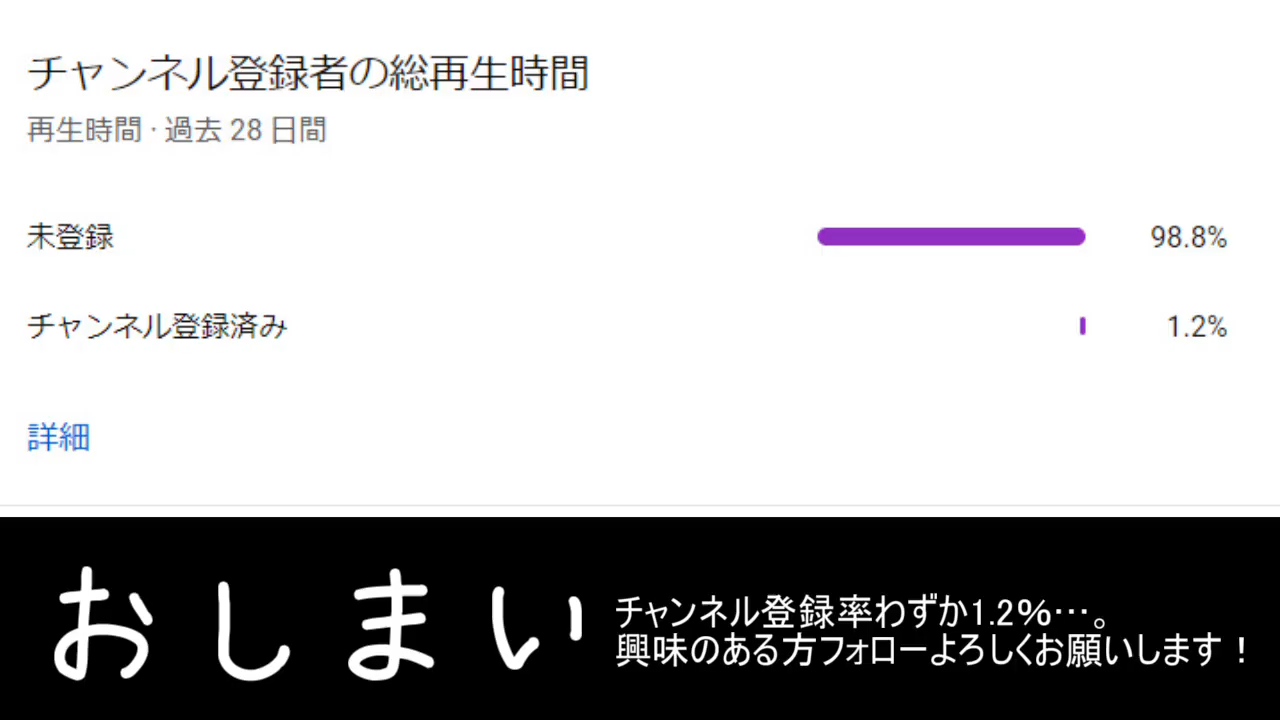 チャンネル登録者の総再生時間
再生時間・過去 28 日間
未登録 98.8%
チャンネル登録済み 1.2%
詳細
おしまい
チャンネル登録率わずか1.2%…。
興味のある方フォローよろしくお願いします！